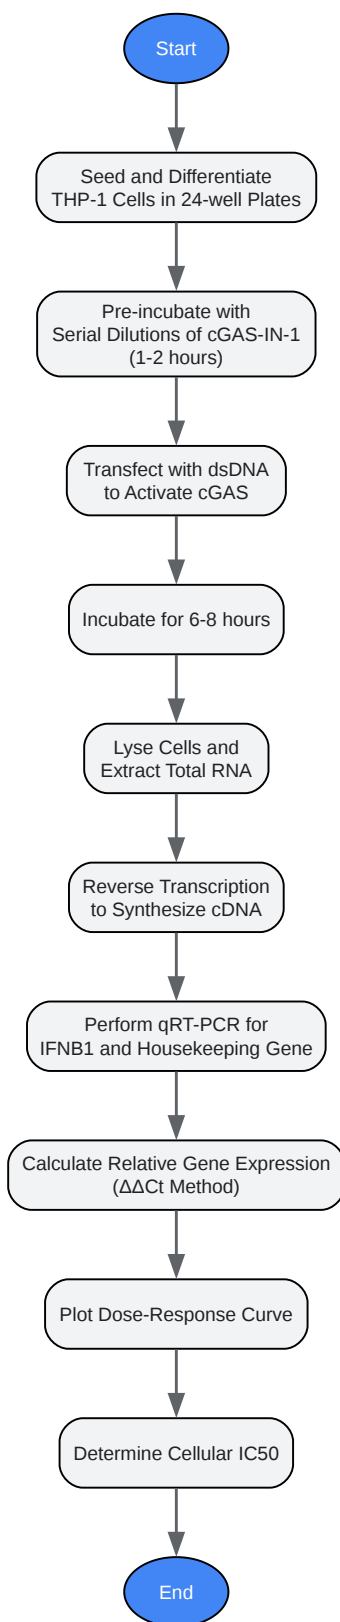 Start
Seed and Differentiate
THP-1 Cells in 24-well Plates
Pre-incubate with
Serial Dilutions of cGAS-IN-1
(1-2 hours)
Transfect with dsDNA
to Activate cGAS
Incubate for 6-8 hours
Lyse Cells and
Extract Total RNA
Reverse Transcription
to Synthesize cDNA
Perform qRT-PCR for
IFNB1 and Housekeeping Gene
Calculate Relative Gene Expression
(ΔΔCt Method)
Plot Dose-Response Curve
Determine Cellular IC50
End